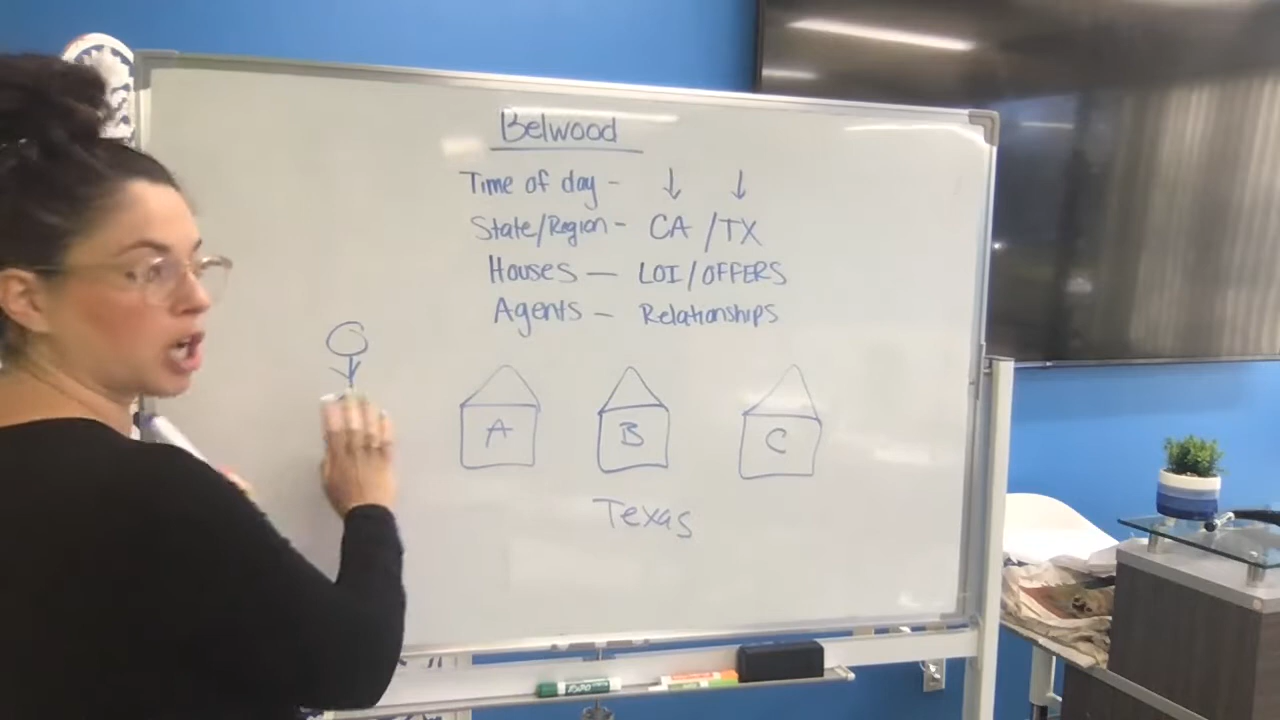 Belwood
Time of day - ↓ ↓
State/Region - CA /TX
Houses — LOI/OFFERS
Agents - Relationships
A B C
Texas
EXPO